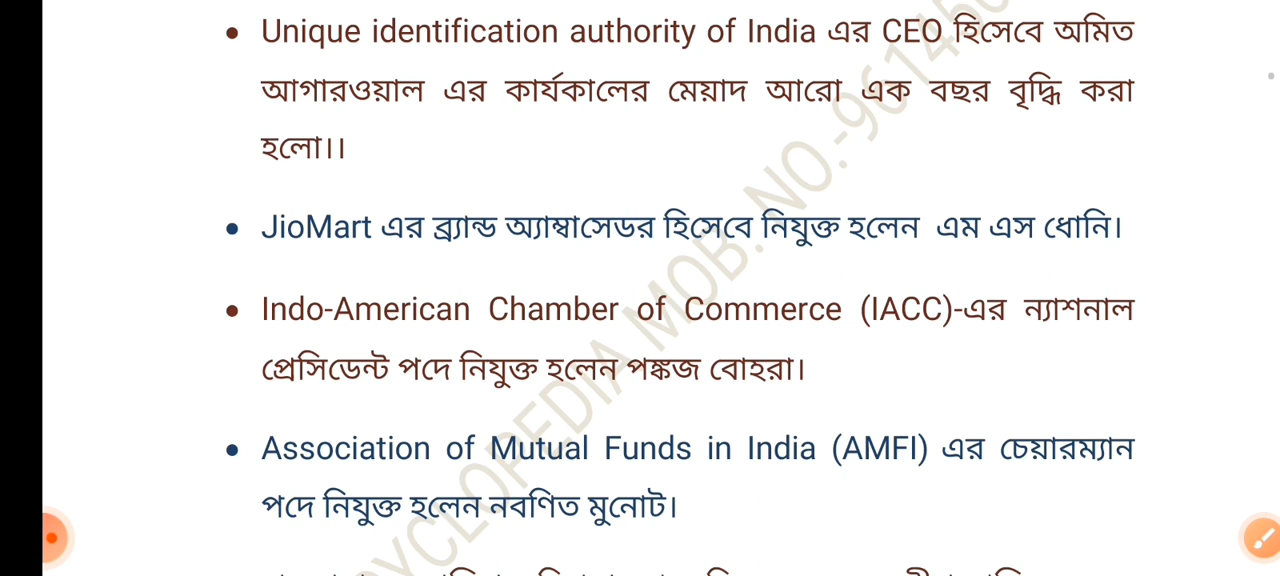 Unique identification authority of India এর CEO হিসেবে অমিত
আগারওয়াল এর কার্যকালের মেয়াদ আরো এক বছর বৃদ্ধি করা
হলো।।
JioMart এর ব্র্যান্ড অ্যাম্বাসেডর হিসেবে নিযুক্ত হলেন এম এস ধোনি।
Indo-American Chamber of Commerce (IACC)-এর ন্যাশনাল
প্রেসিডেন্ট পদে নিযুক্ত হলেন পঙ্কজ বোহরা।
Association of Mutual Funds in India (AMFI) এর চেয়ারম্যান
পদে নিযুক্ত হলেন নবণিত মুনোট।